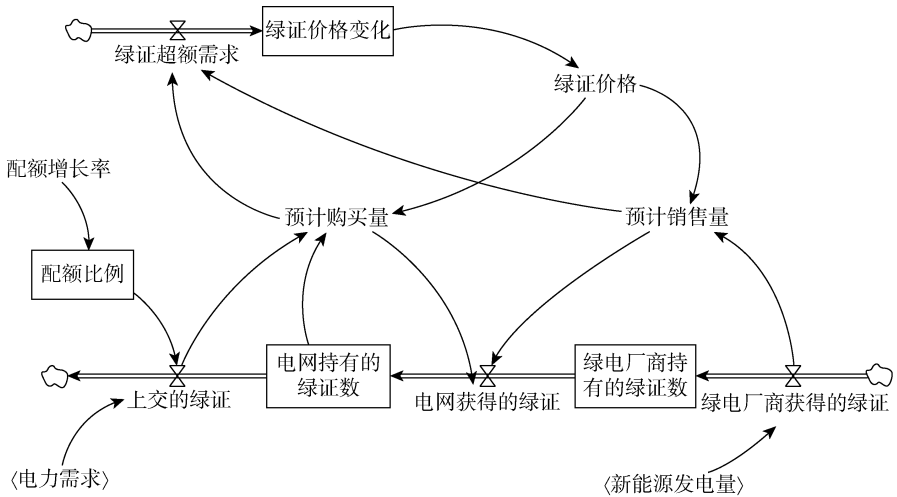 绿证价格变化
绿证超额需求
绿证价格
配额增长率
预计购买量
预计销售量
配额比例
电网持有的
绿证数
绿电厂商持
有的绿证数
上交的绿证
电网获得的绿证
绿电厂商获得的绿证
〈电力需求〉
〈新能源发电量〉